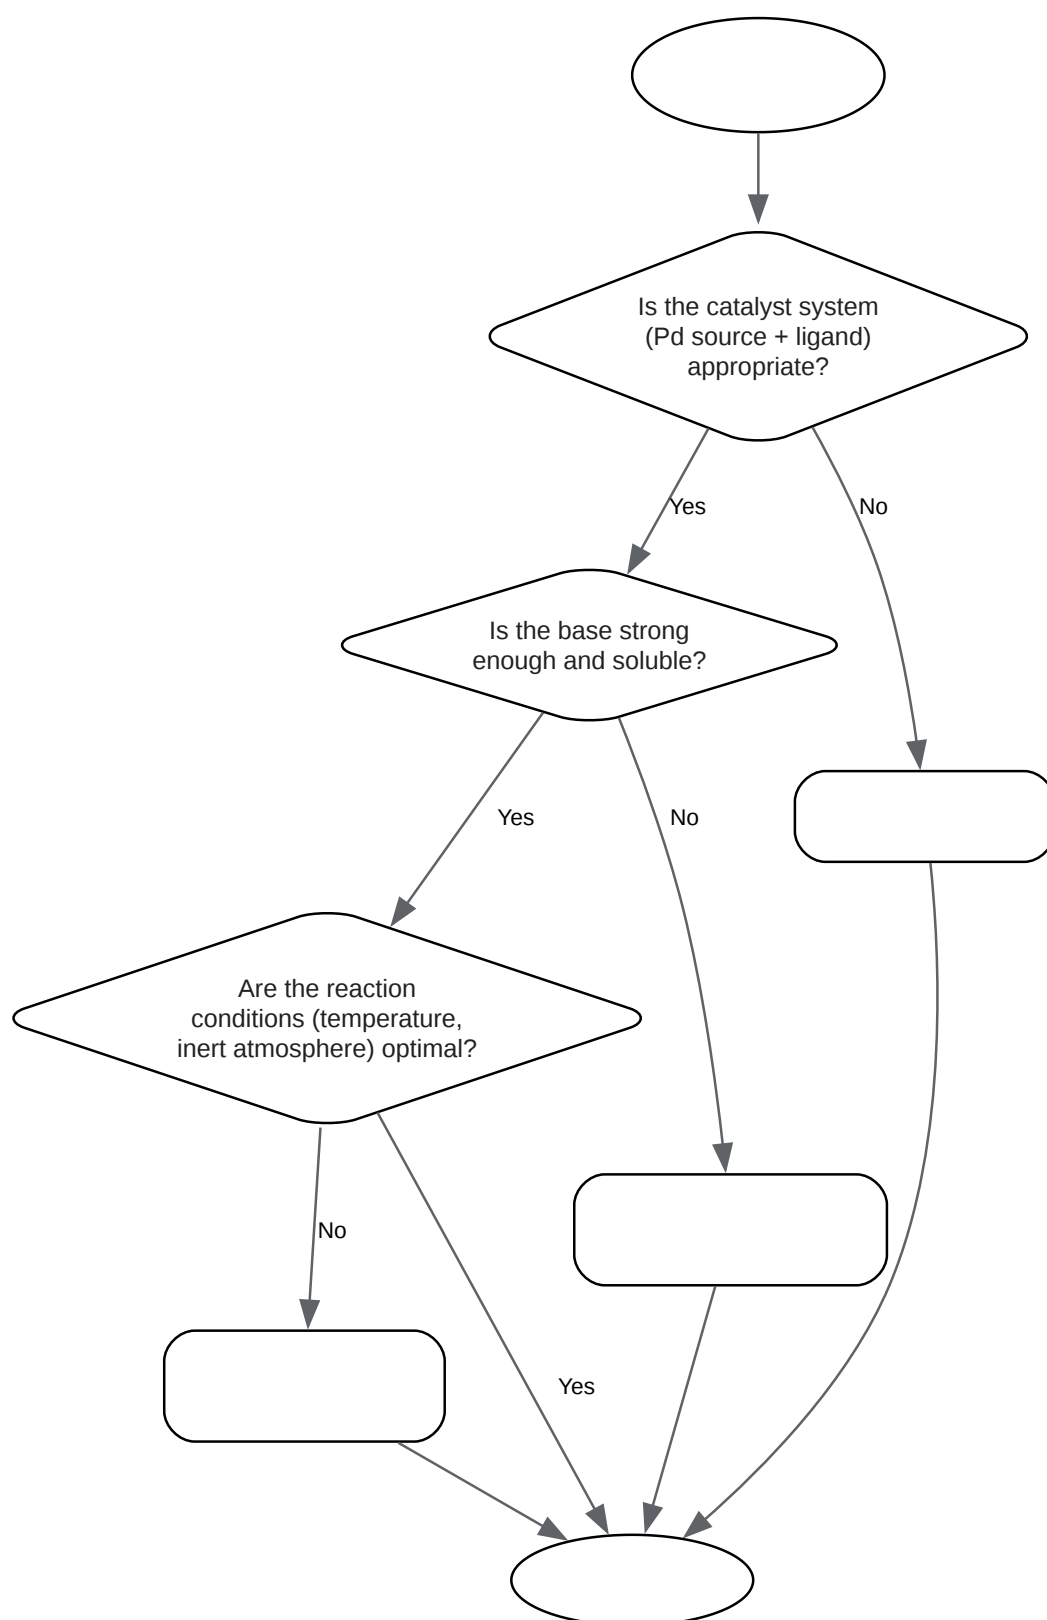 Is the catalyst system
(Pd source + ligand)
appropriate?
Yes
No
Is the base strong
enough and soluble?
Yes
No
Are the reaction
conditions (temperature,
inert atmosphere) optimal?
No
Yes